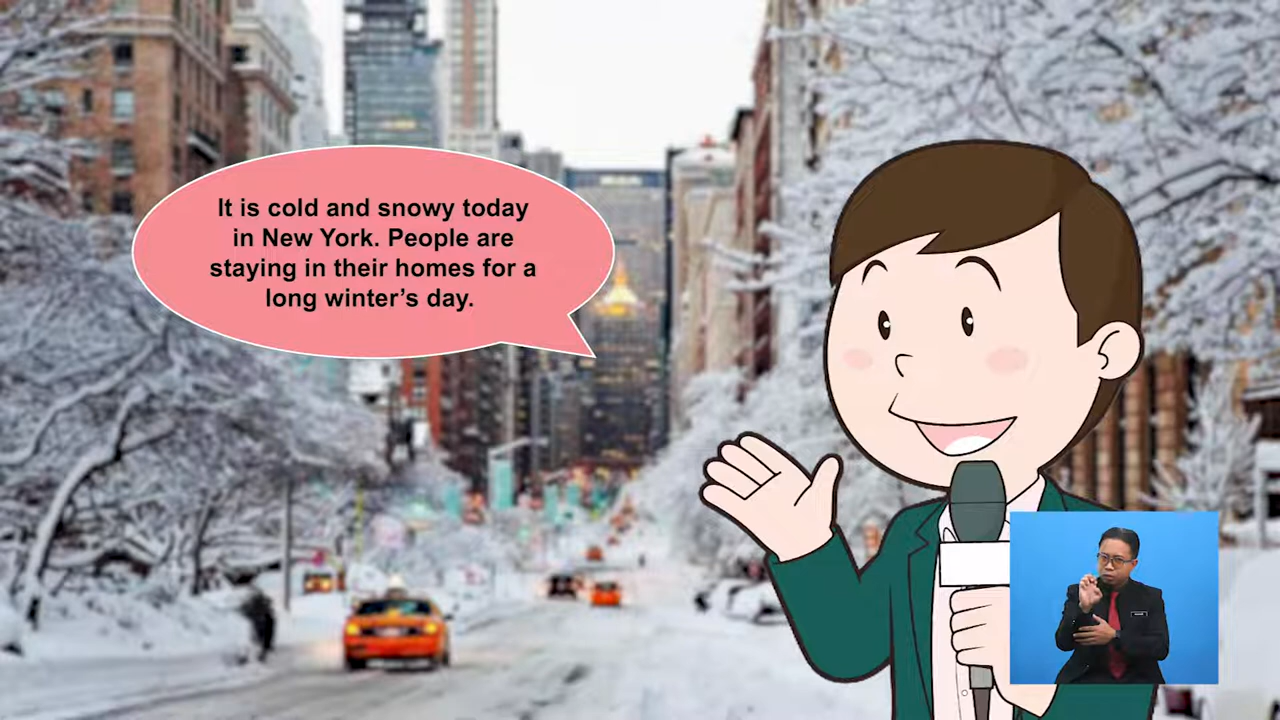 It is cold and snowy today
in New York. People are
staying in their homes for a
long winter’s day.